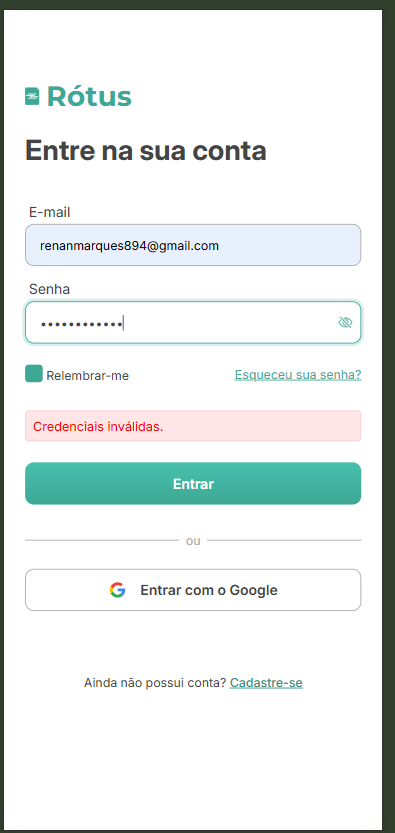 Rótus
Entre na sua conta
E-mail
renanmarques894@gmail.com
Senha
••••••••••••
Relembrar-me Esqueceu sua senha?
Credenciais inválidas.
Entrar
ou
Entrar com o Google
Ainda não possui conta? Cadastre-se